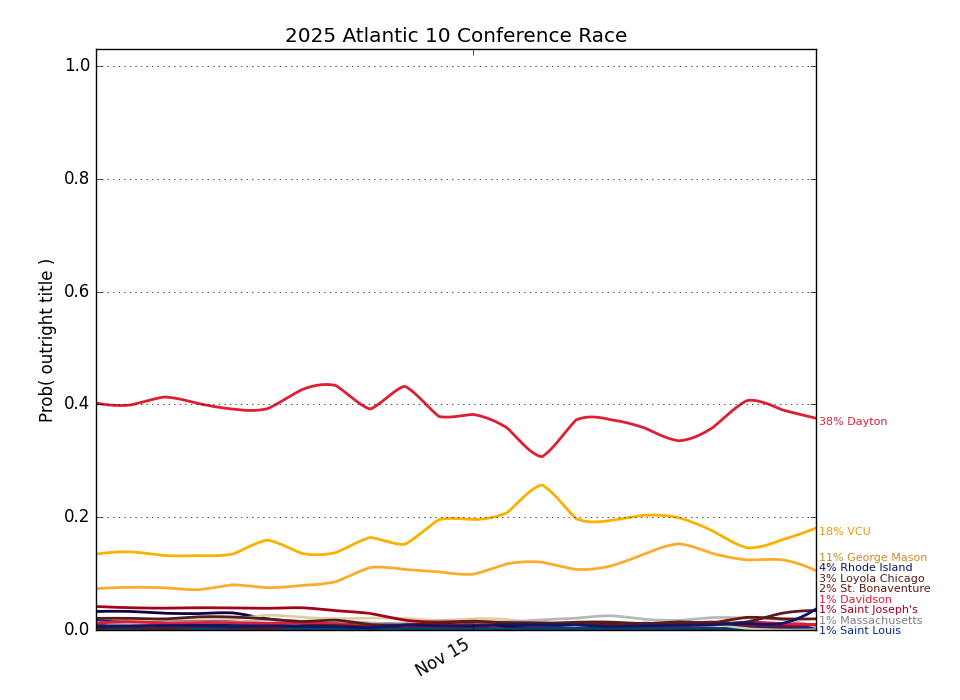 2025 Atlantic 10 Conference Race
Prob( outright title )
1.0
0.8
0.6
0.4
0.2
0.0
Nov 15
38% Dayton
18% VCU
11% George Mason
4% Rhode Island
3% Loyola Chicago
2% St. Bonaventure
1% Davidson
1% Saint Joseph's
1% Massachusetts
1% Saint Louis